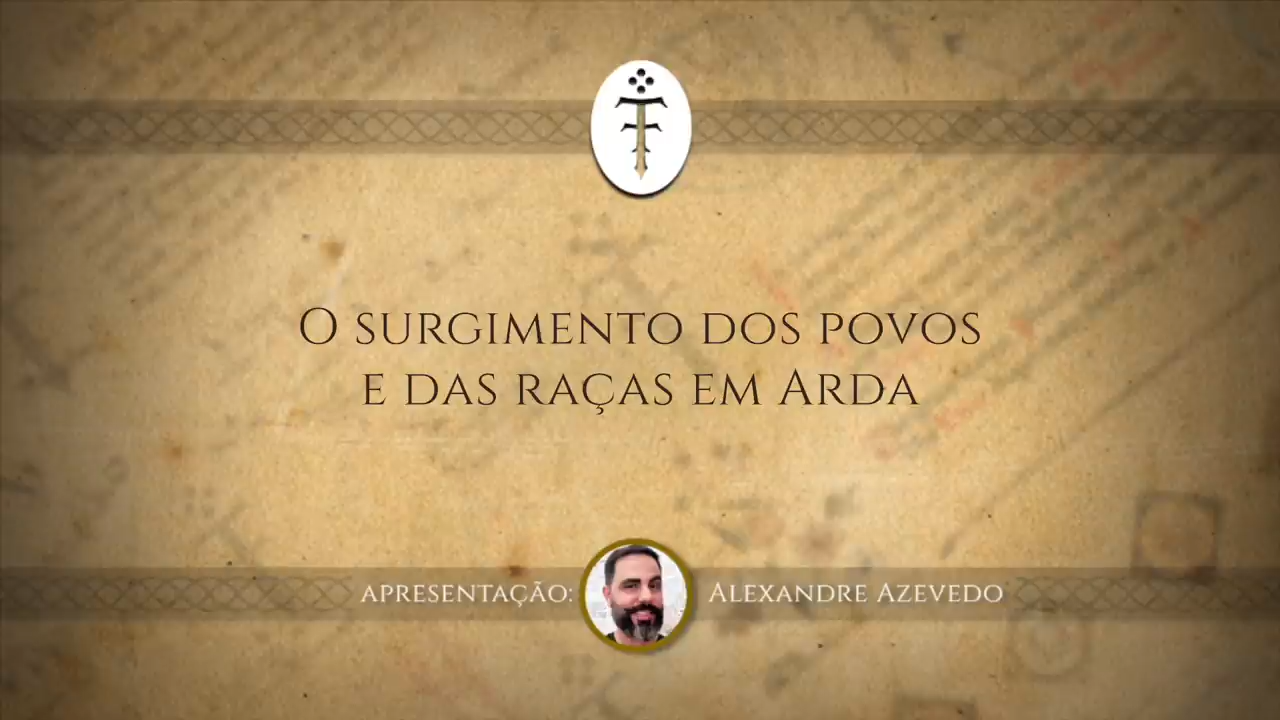 O surgimento dos povos
e das raças em Arda
apresentação: Alexandre Azevedo